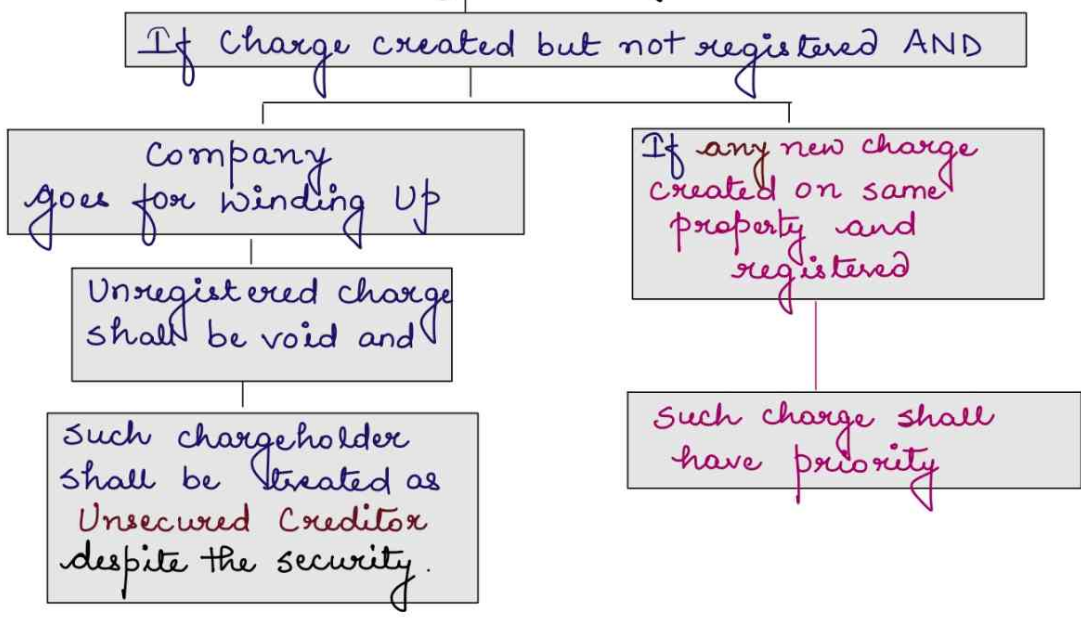 If Charge created but not registered AND
Company
goes for Winding Up
Unregistered charge
shall be void and
Such chargeholder
shall be treated as
Unsecured Creditor
despite the security.
If any new charge
created on same
property and
registered
Such charge shall
have priority